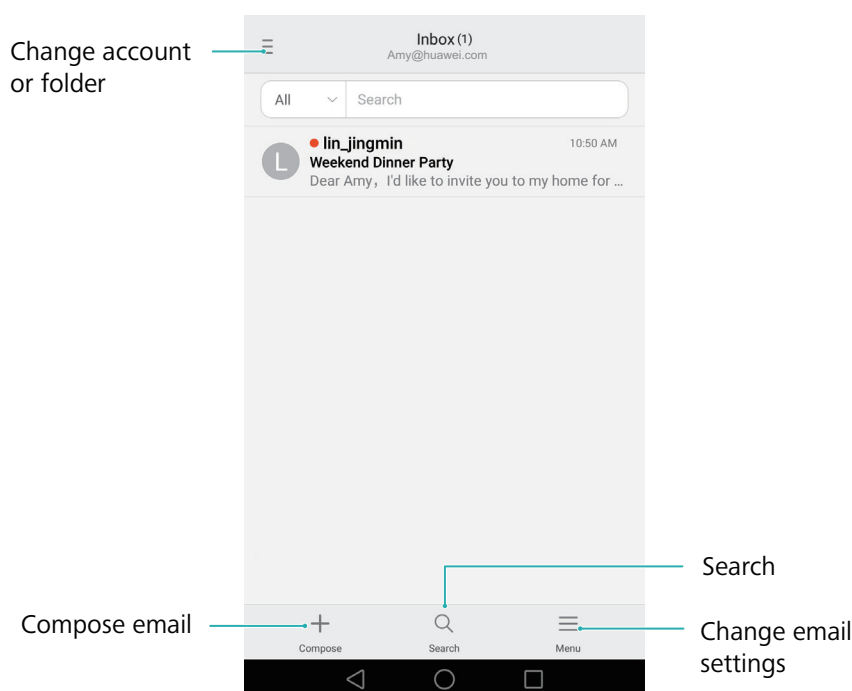 Inbox (1)
Change account
or folder
Amy@huawei.com
All
Search
lin_jingmin
10:50 AM
L
Weekend Dinner Party
Dear Amy，I'd like to invite you to my home for ...
Search
Compose email
Change email
settings
Compose
Search
Menu